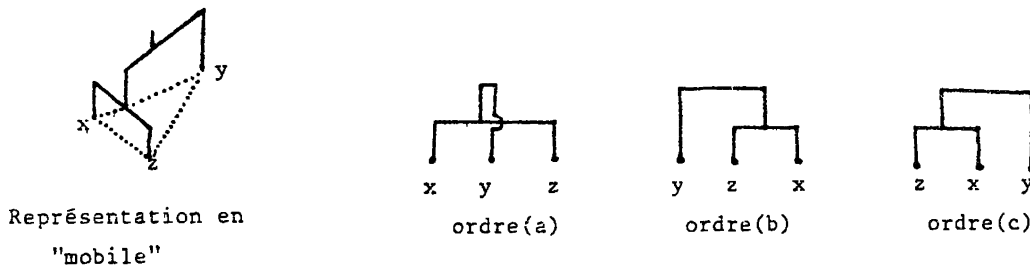 y
x
z
x y z
y z x
z x y
ordre(a)
ordre(b)
ordre(c)
Représentation en
"mobile"